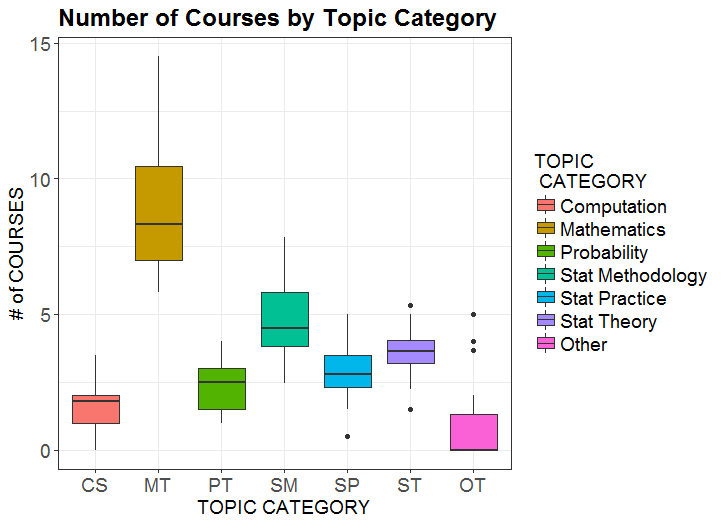 Number of Courses by Topic Category
15
10
5
0
# of COURSES
CS MT PT SM SP ST OT
TOPIC CATEGORY
TOPIC
CATEGORY
Computation
Mathematics
Probability
Stat Methodology
Stat Practice
Stat Theory
Other